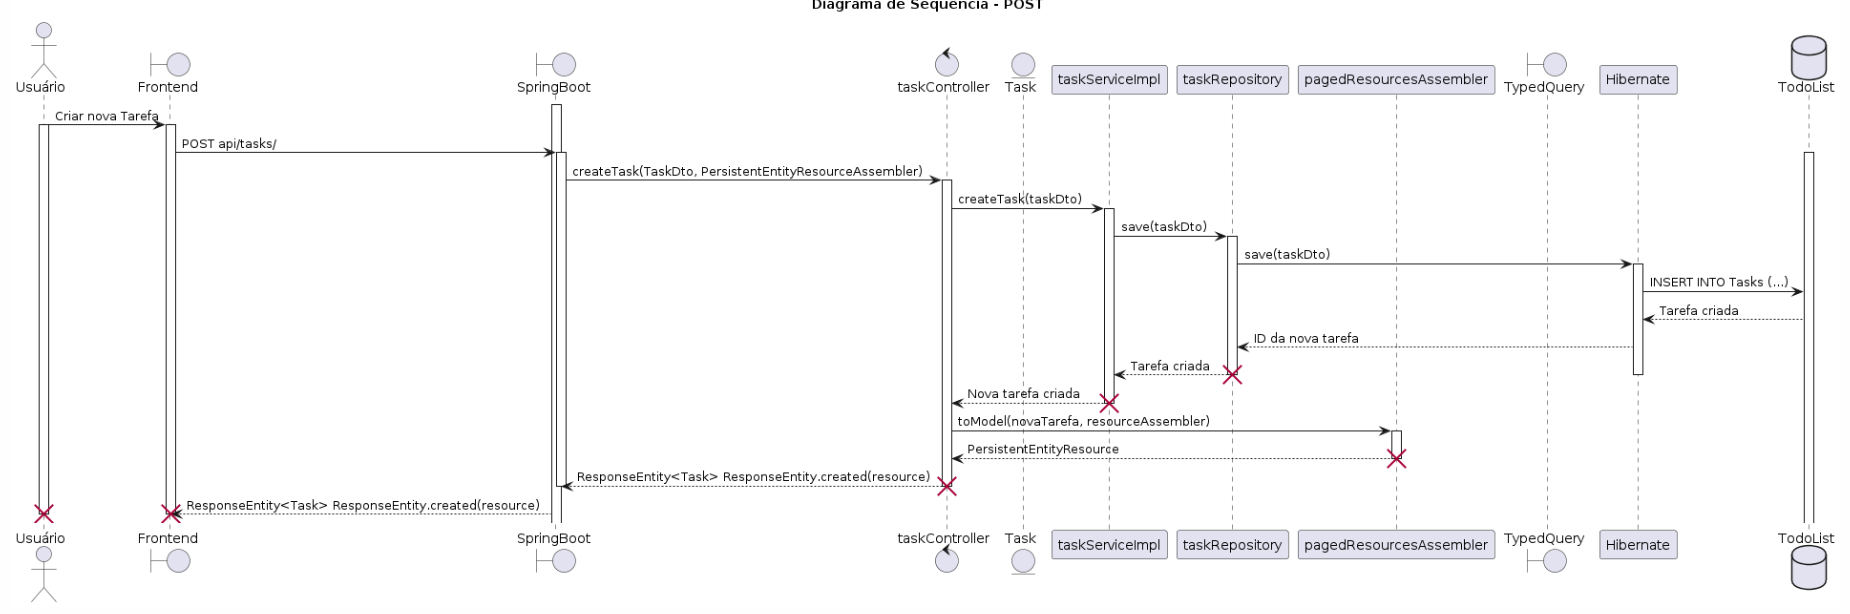 Diagrama de Sequência - POST
Usuário
Frontend
SpringBoot
taskController
Task
taskServiceImpl
taskRepository
pagedResourcesAssembler
TypedQuery
Hibernate
TodoList
Criar nova Tarefa
POST api/tasks/
createTask(TaskDto, PersistentEntityResourceAssembler)
createTask(taskDto)
save(taskDto)
save(taskDto)
INSERT INTO Tasks (...)
Tarefa criada
ID da nova tarefa
Tarefa criada
Nova tarefa criada
toModel(novaTarefa, resourceAssembler)
PersistentEntityResource
ResponseEntity<Task> ResponseEntity.created(resource)
ResponseEntity<Task> ResponseEntity.created(resource)
Usuário
Frontend
SpringBoot
taskController
Task
taskServiceImpl
taskRepository
pagedResourcesAssembler
TypedQuery
Hibernate
TodoList